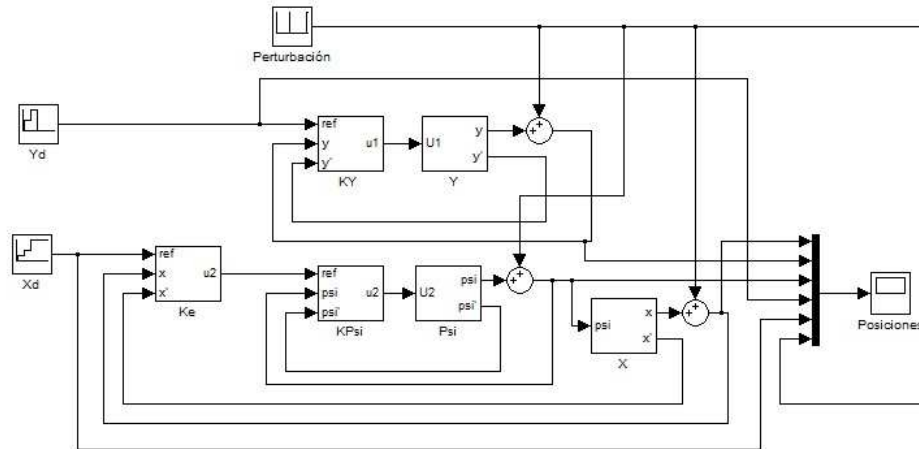 Perturbación
Yd
ref
y
y'
u1
KY
U1
y
y'
Y
+
+
Xd
ref
x
x'
u2
Ke
ref
psi
psi'
u2
KPsi
U2
psi
psi'
Psi
+
+
psi
x
x'
X
+
+
Posiciones